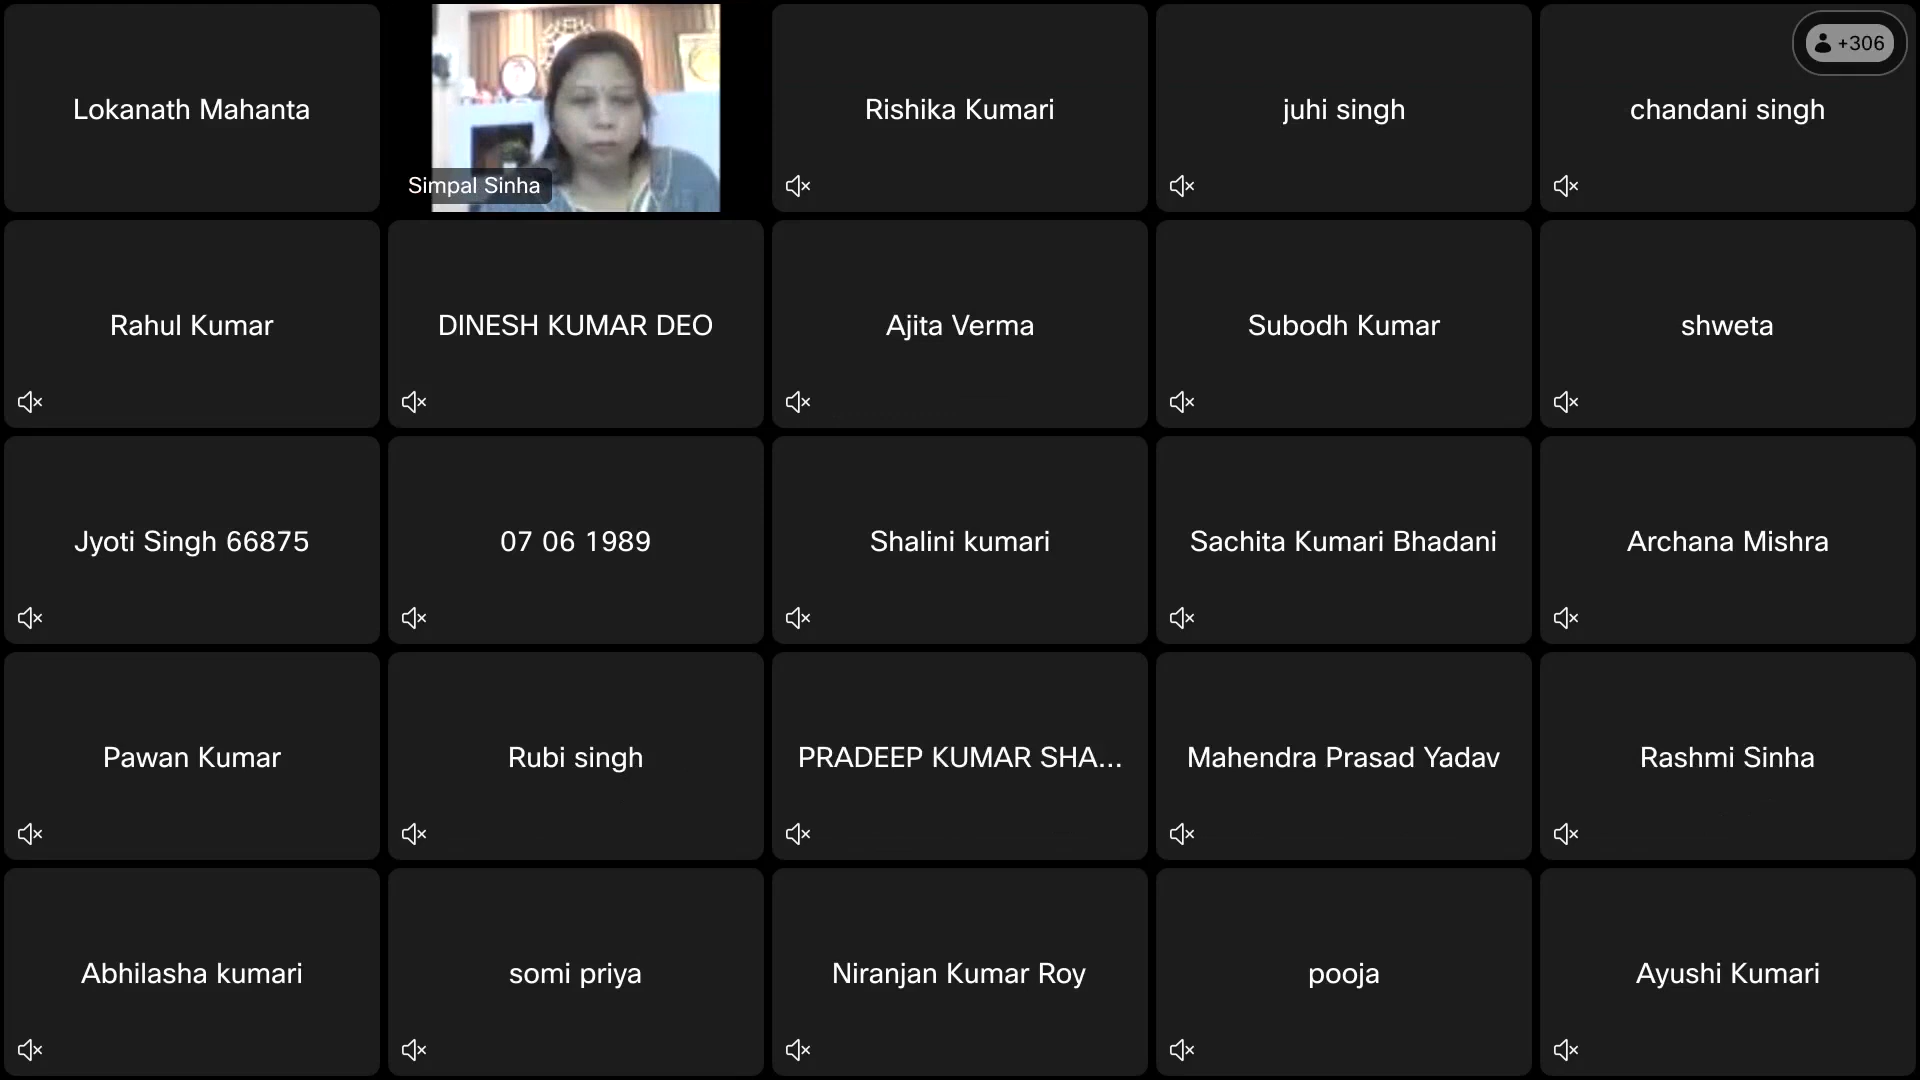 Lokanath Mahanta
Simpal Sinha
Rishika Kumari
juhi singh
chandani singh
+306
Rahul Kumar
DINESH KUMAR DEO
Ajita Verma
Subodh Kumar
shweta
Jyoti Singh 66875
07 06 1989
Shalini kumari
Sachita Kumari Bhadani
Archana Mishra
Pawan Kumar
Rubi singh
PRADEEP KUMAR SHA...
Mahendra Prasad Yadav
Rashmi Sinha
Abhilasha kumari
somi priya
Niranjan Kumar Roy
pooja
Ayushi Kumari